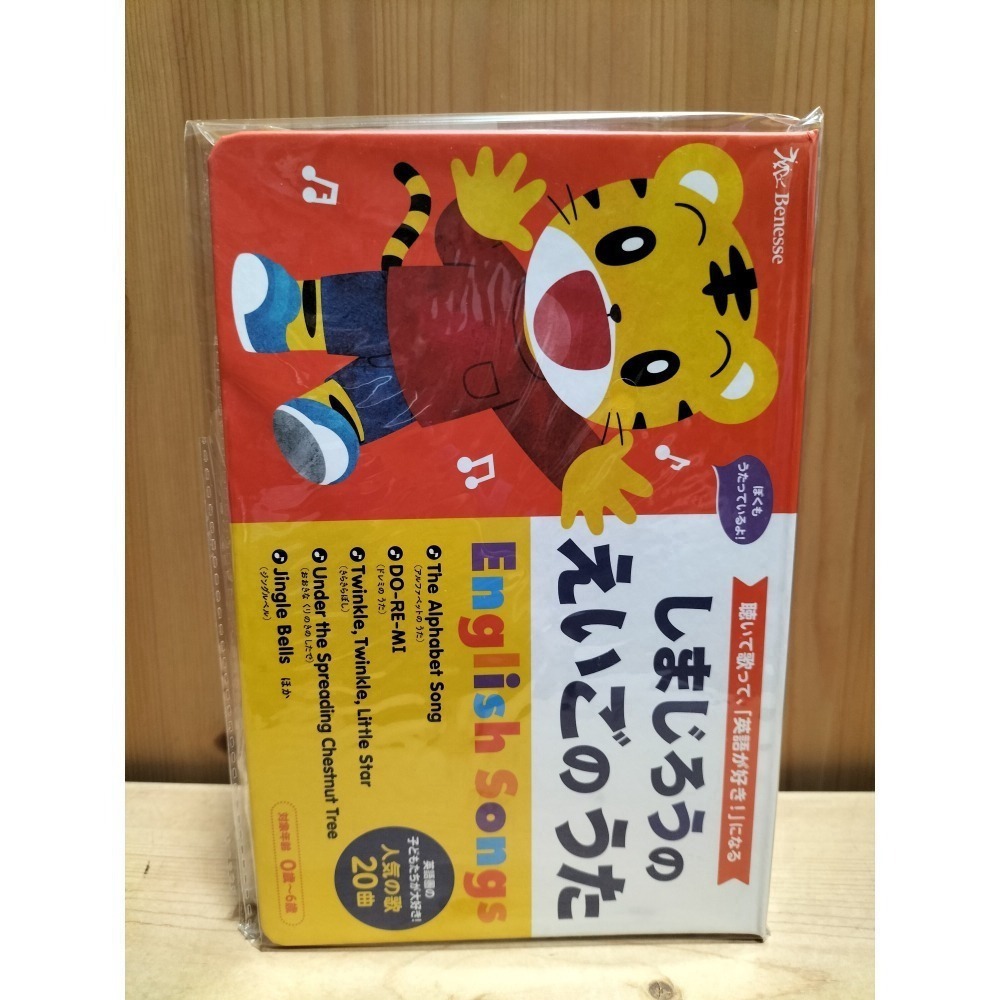 Benesse
ぼくも
うたっているよ!
聴いて歌って、「英語が好き!」になる
しまじろうの
えいごのうた
English Songs
The Alphabet Song
(アルファベットの うた)
DO-RE-MI
(ドレミの うた)
Twinkle, Twinkle, Little Star
(きらきらぼし)
Under the Spreading Chestnut Tree
(おおきな くりの きの したで)
Jingle Bells ほか
(ジングルベル)
英語圏の
子どもたちが大好き!
人気の歌
20曲
対象年齢 0歳~6歳